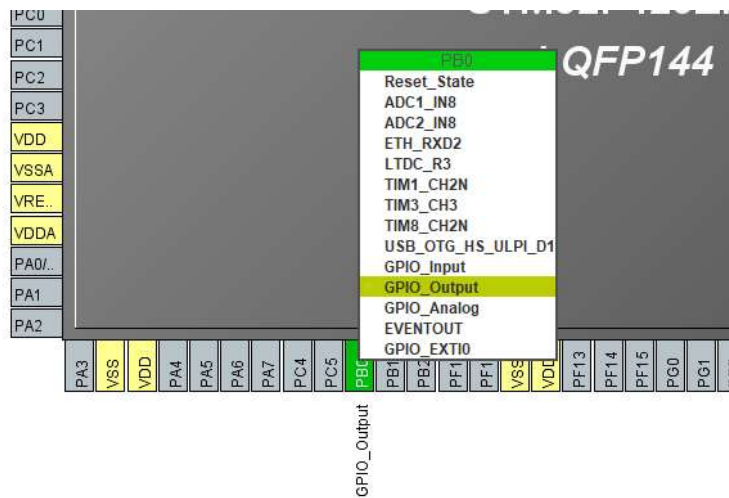 PC0
PC1
PC2
PC3
VDD
VSSA
VRE..
VDDA
PA0/..
PA1
PA2
QFP144
PB0
Reset_State
ADC1_IN8
ADC2_IN8
ETH_RXD2
LTDC_R3
TIM1_CH2N
TIM3_CH3
TIM8_CH2N
USB_OTG_HS_ULPI_D1
GPIO_Input
GPIO_Output
GPIO_Analog
EVENTOUT
GPIO_EXTI0
PA3
VSS
VDD
PA4
PA5
PA6
PA7
PC4
PC5
PB0
PB1
PB2
PF1
PF1
VSS
VDD
PF13
PF14
PF15
PG0
PG1
GPIO_Output